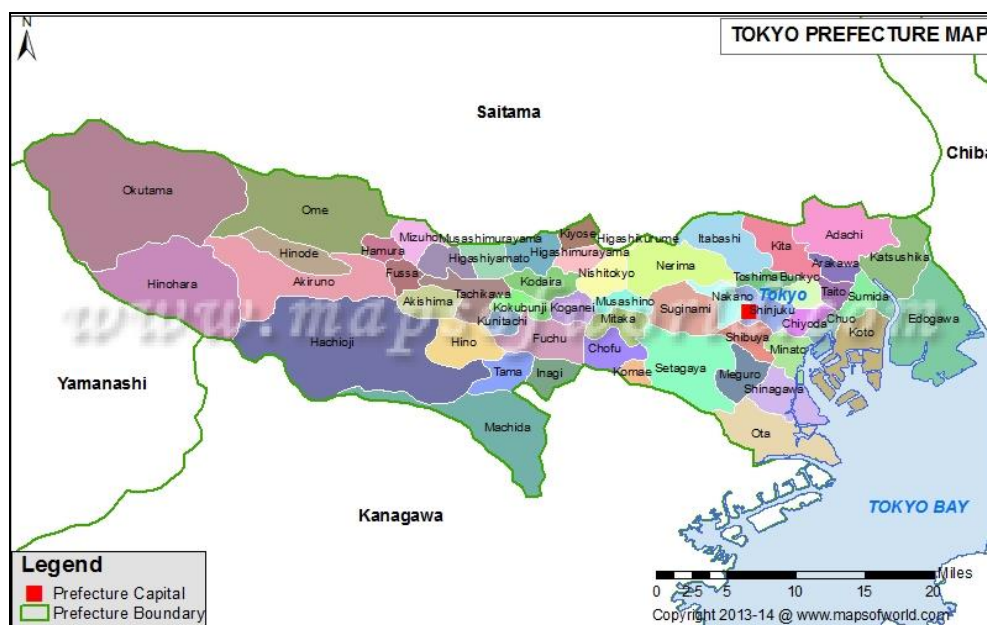 N
TOKYO PREFECTURE MAP
Saitama
Chiba
Okutama
Ome
Adachi
Mizuho
Musashimurayama
Kiyose
Higashikurume
Itabashi
Kita
Hinode
Hamura
Higashiyamato
Higashimurayama
Arakawa
Katsushika
Fussa
Nishitokyo
Nerima
Toshima
Bunkyo
Hinohara
Akiruno
Kodaira
Taito
Akishima
Tachikawa
Kokubunji
Koganei
Musashino
Suginami
Nakano
Tokyo
Sumida
Shinjuku
Chuo
Edogawa
Kunitachi
Mitaka
Chiyoda
Koto
www.mapsofworld.com
Hachioji
Hino
Fuchu
Chofu
Shibuya
Minato
Yamanashi
Tama
Inagi
Komae
Setagaya
Meguro
Shinagawa
Machida
Ota
Kanagawa
TOKYO BAY
Legend
Prefecture Capital
Prefecture Boundary
Miles
0 2.5 5 10 15 20
Copyright 2013-14 @ www.mapsofworld.com